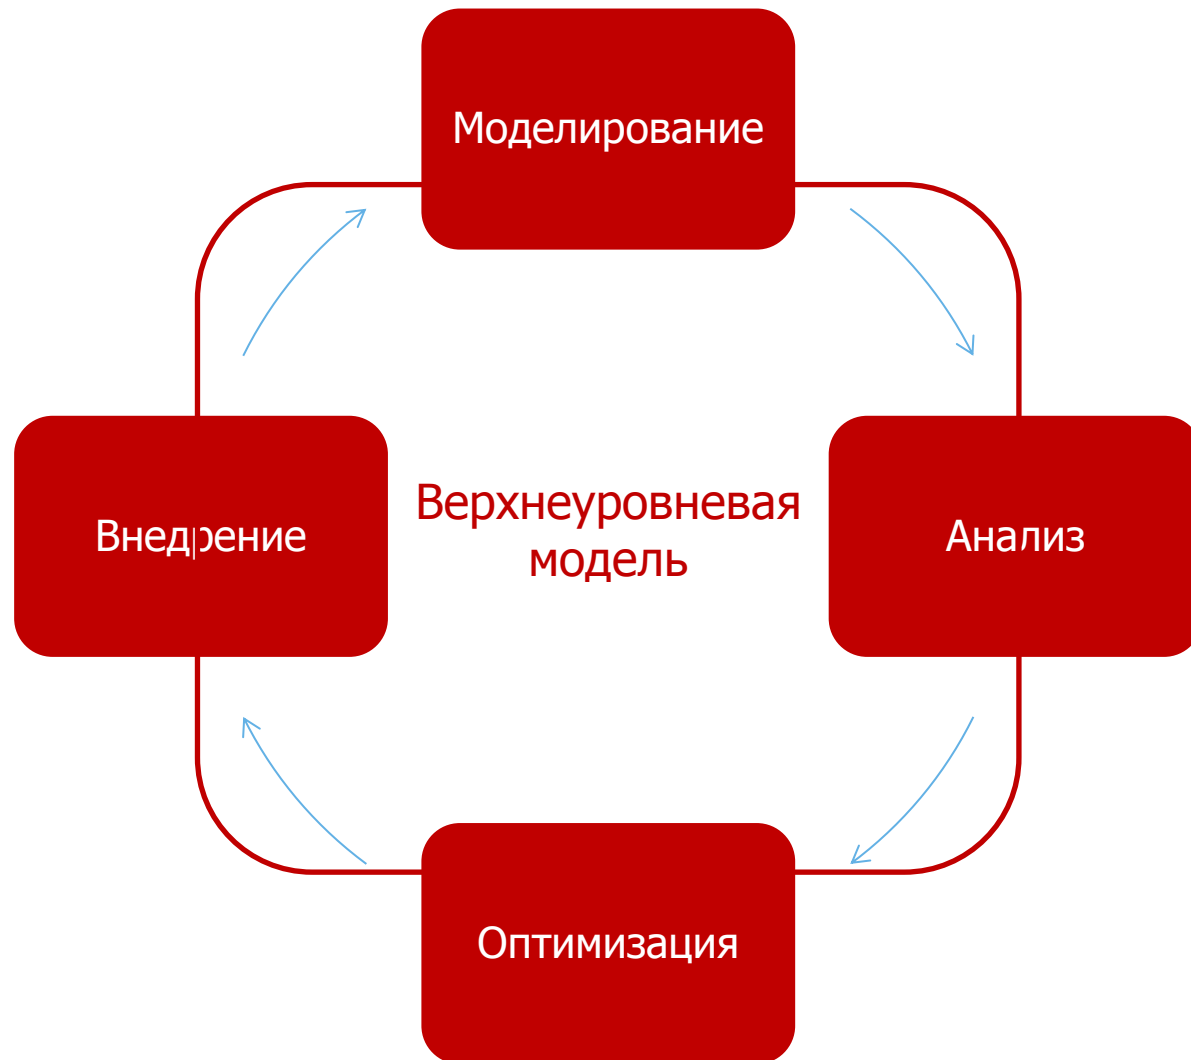 Моделирование
Внедрение
Верхнеуровневая
модель
Анализ
Оптимизация